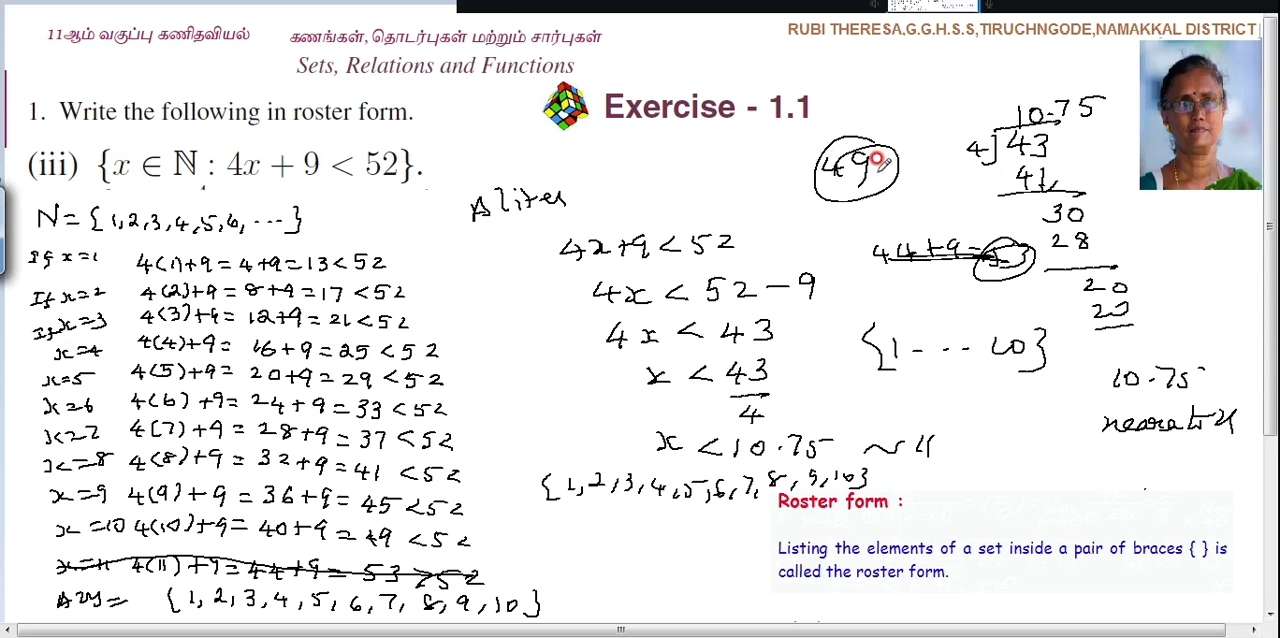 11ஆம் வகுப்பு கணிதவியல்
கணங்கள், தொடர்புகள் மற்றும் சார்புகள்
RUBI THERESA,G.G.H.S.S,TIRUCHNGODE,NAMAKKAL DISTRICT
Sets, Relations and Functions
1. Write the following in roster form.
Exercise - 1.1
(iii) {x ∈ ℕ : 4x + 9 < 52}.
N = {1, 2, 3, 4, 5, 6, ...}
If x=1 4(1)+9 = 4+9 = 13 < 52
If x=2 4(2)+9 = 8+9 = 17 < 52
If x=3 4(3)+9 = 12+9 = 21 < 52
x=4 4(4)+9 = 16+9 = 25 < 52
x=5 4(5)+9 = 20+9 = 29 < 52
x=6 4(6)+9 = 24+9 = 33 < 52
x=7 4(7)+9 = 28+9 = 37 < 52
x=8 4(8)+9 = 32+9 = 41 < 52
x=9 4(9)+9 = 36+9 = 45 < 52
x=10 4(10)+9 = 40+9 = 49 < 52
x=11 4(11)+9 = 44+9 = 53 > 52
= {1, 2, 3, 4, 5, 6, 7, 8, 9, 10}
4x+9 < 52
4x < 52 - 9
4x < 43
x < 43
4
x < 10.75 ~ 11
{1, 2, 3, 4, 5, 6, 7, 8, 9, 10}
49
44+9 =
{1 - ... 10}
10.75
4 43
30
28
20
20
10.75
Roster form :
Listing the elements of a set inside a pair of braces { } is
called the roster form.